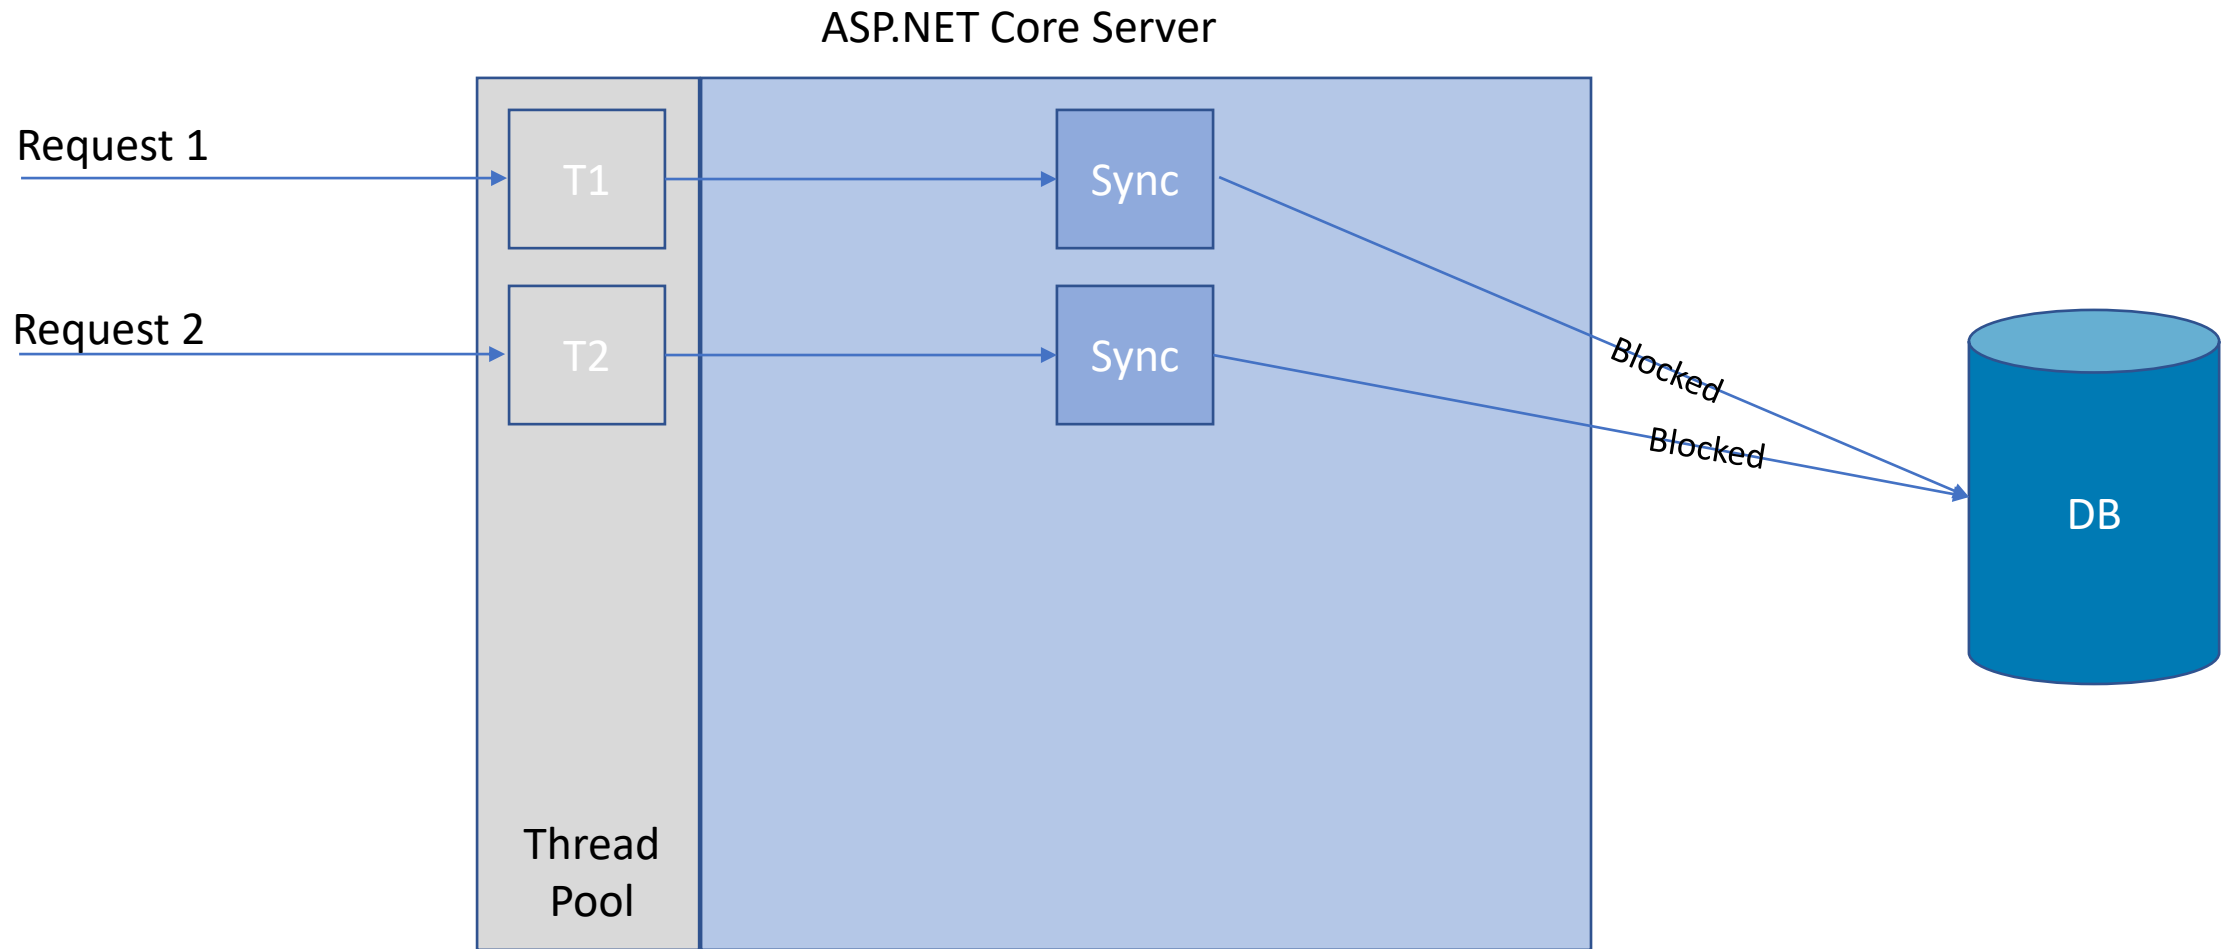 ASP.NET Core Server
Request 1
T1
Sync
Request 2
T2
Sync
Blocked
Blocked
DB
Thread
Pool